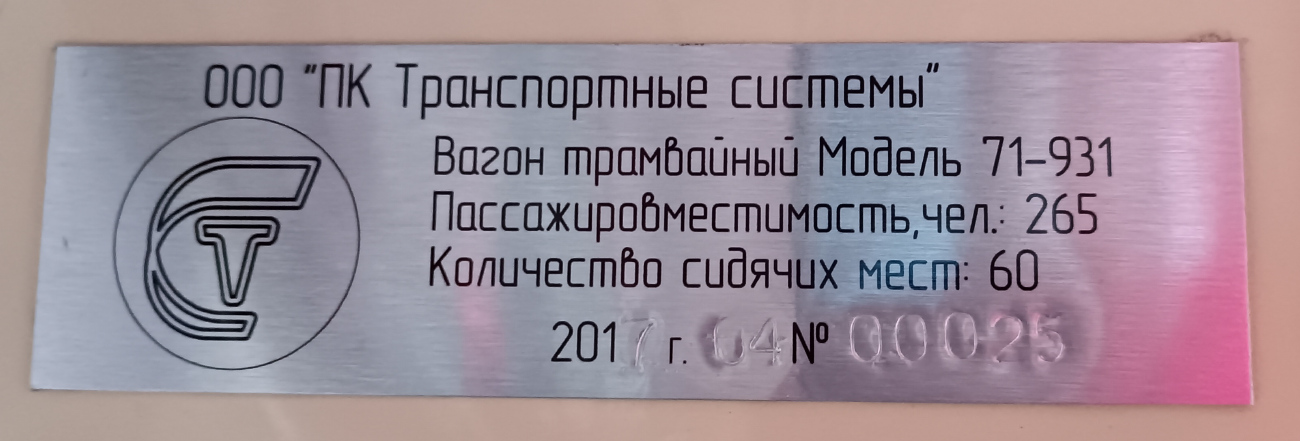 ООО "ПК Транспортные системы"
Вагон трамвайный Модель 71-931
Пассажировместимость,чел.: 265
Количество сидячих мест: 60
2017 г. 04 № 00025
СТ